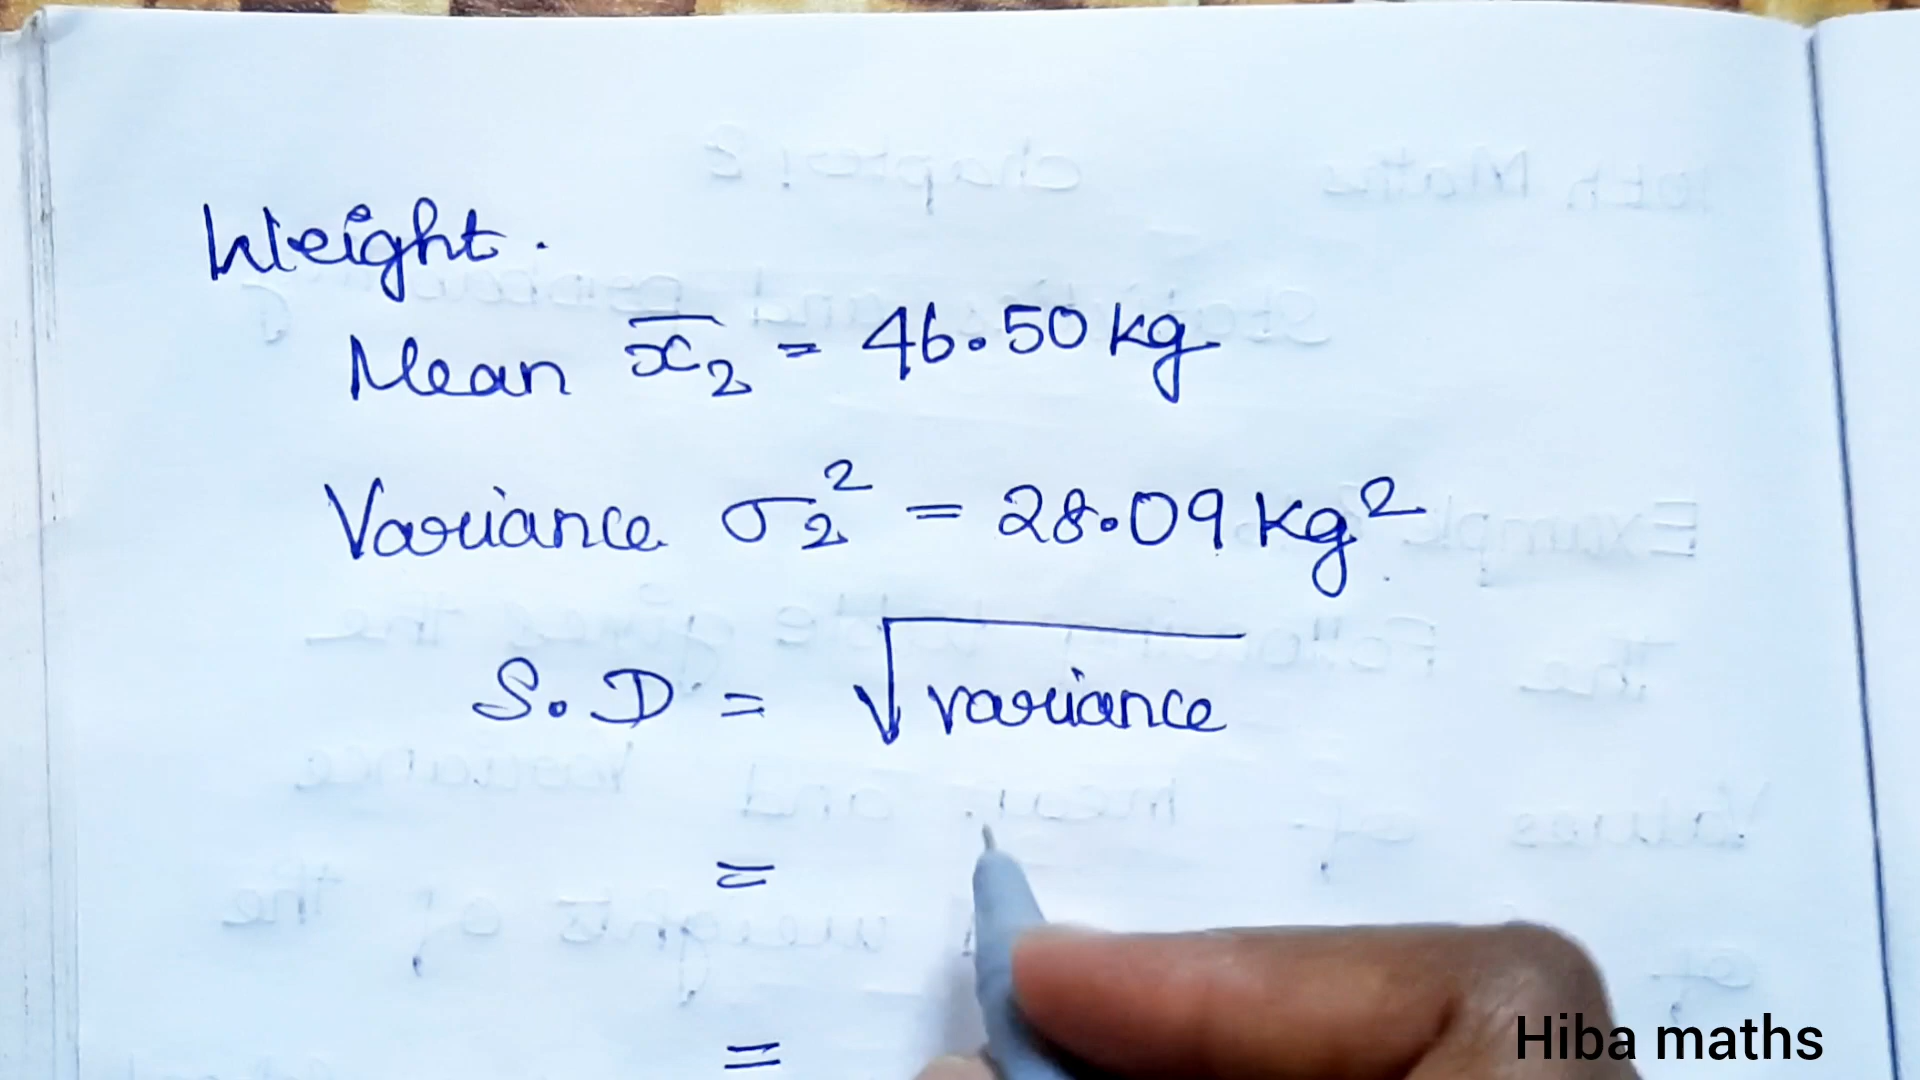 Weight.
Mean x̄₂ = 46.50 kg
Variance σ₂² = 28.09 kg²
S.D = √variance
=
=
Hiba maths